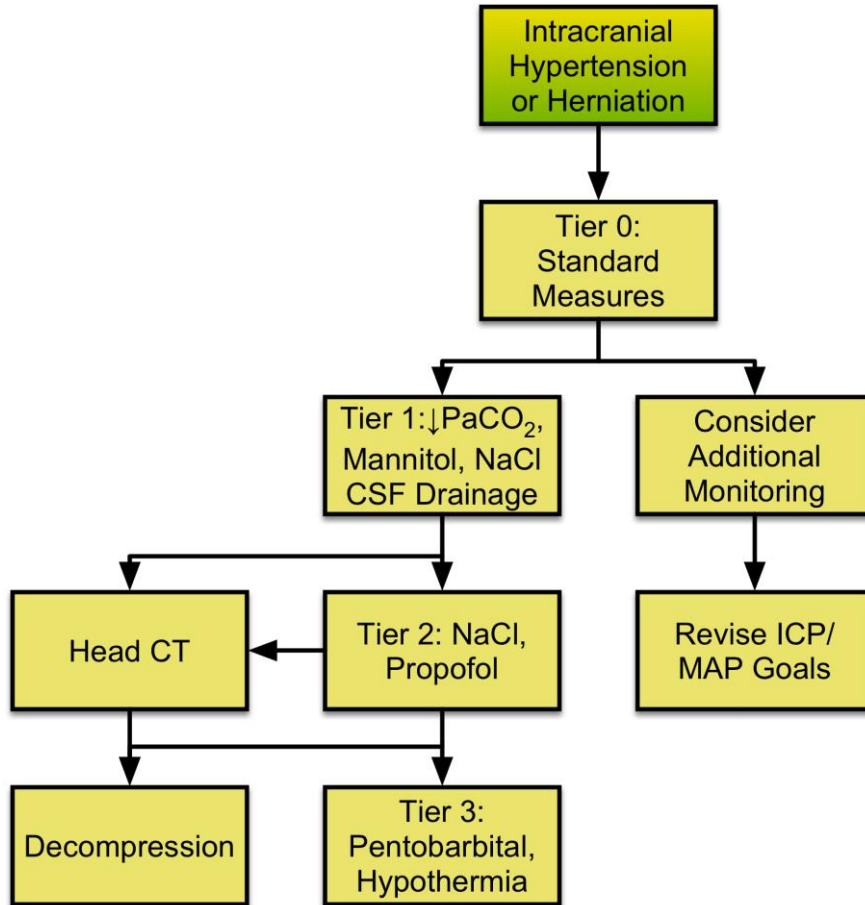 Intracranial
Hypertension
or Herniation
Tier 0:
Standard
Measures
Tier 1:↓PaCO₂,
Mannitol, NaCl
CSF Drainage
Consider
Additional
Monitoring
Head CT
Tier 2: NaCl,
Propofol
Revise ICP/
MAP Goals
Decompression
Tier 3:
Pentobarbital,
Hypothermia